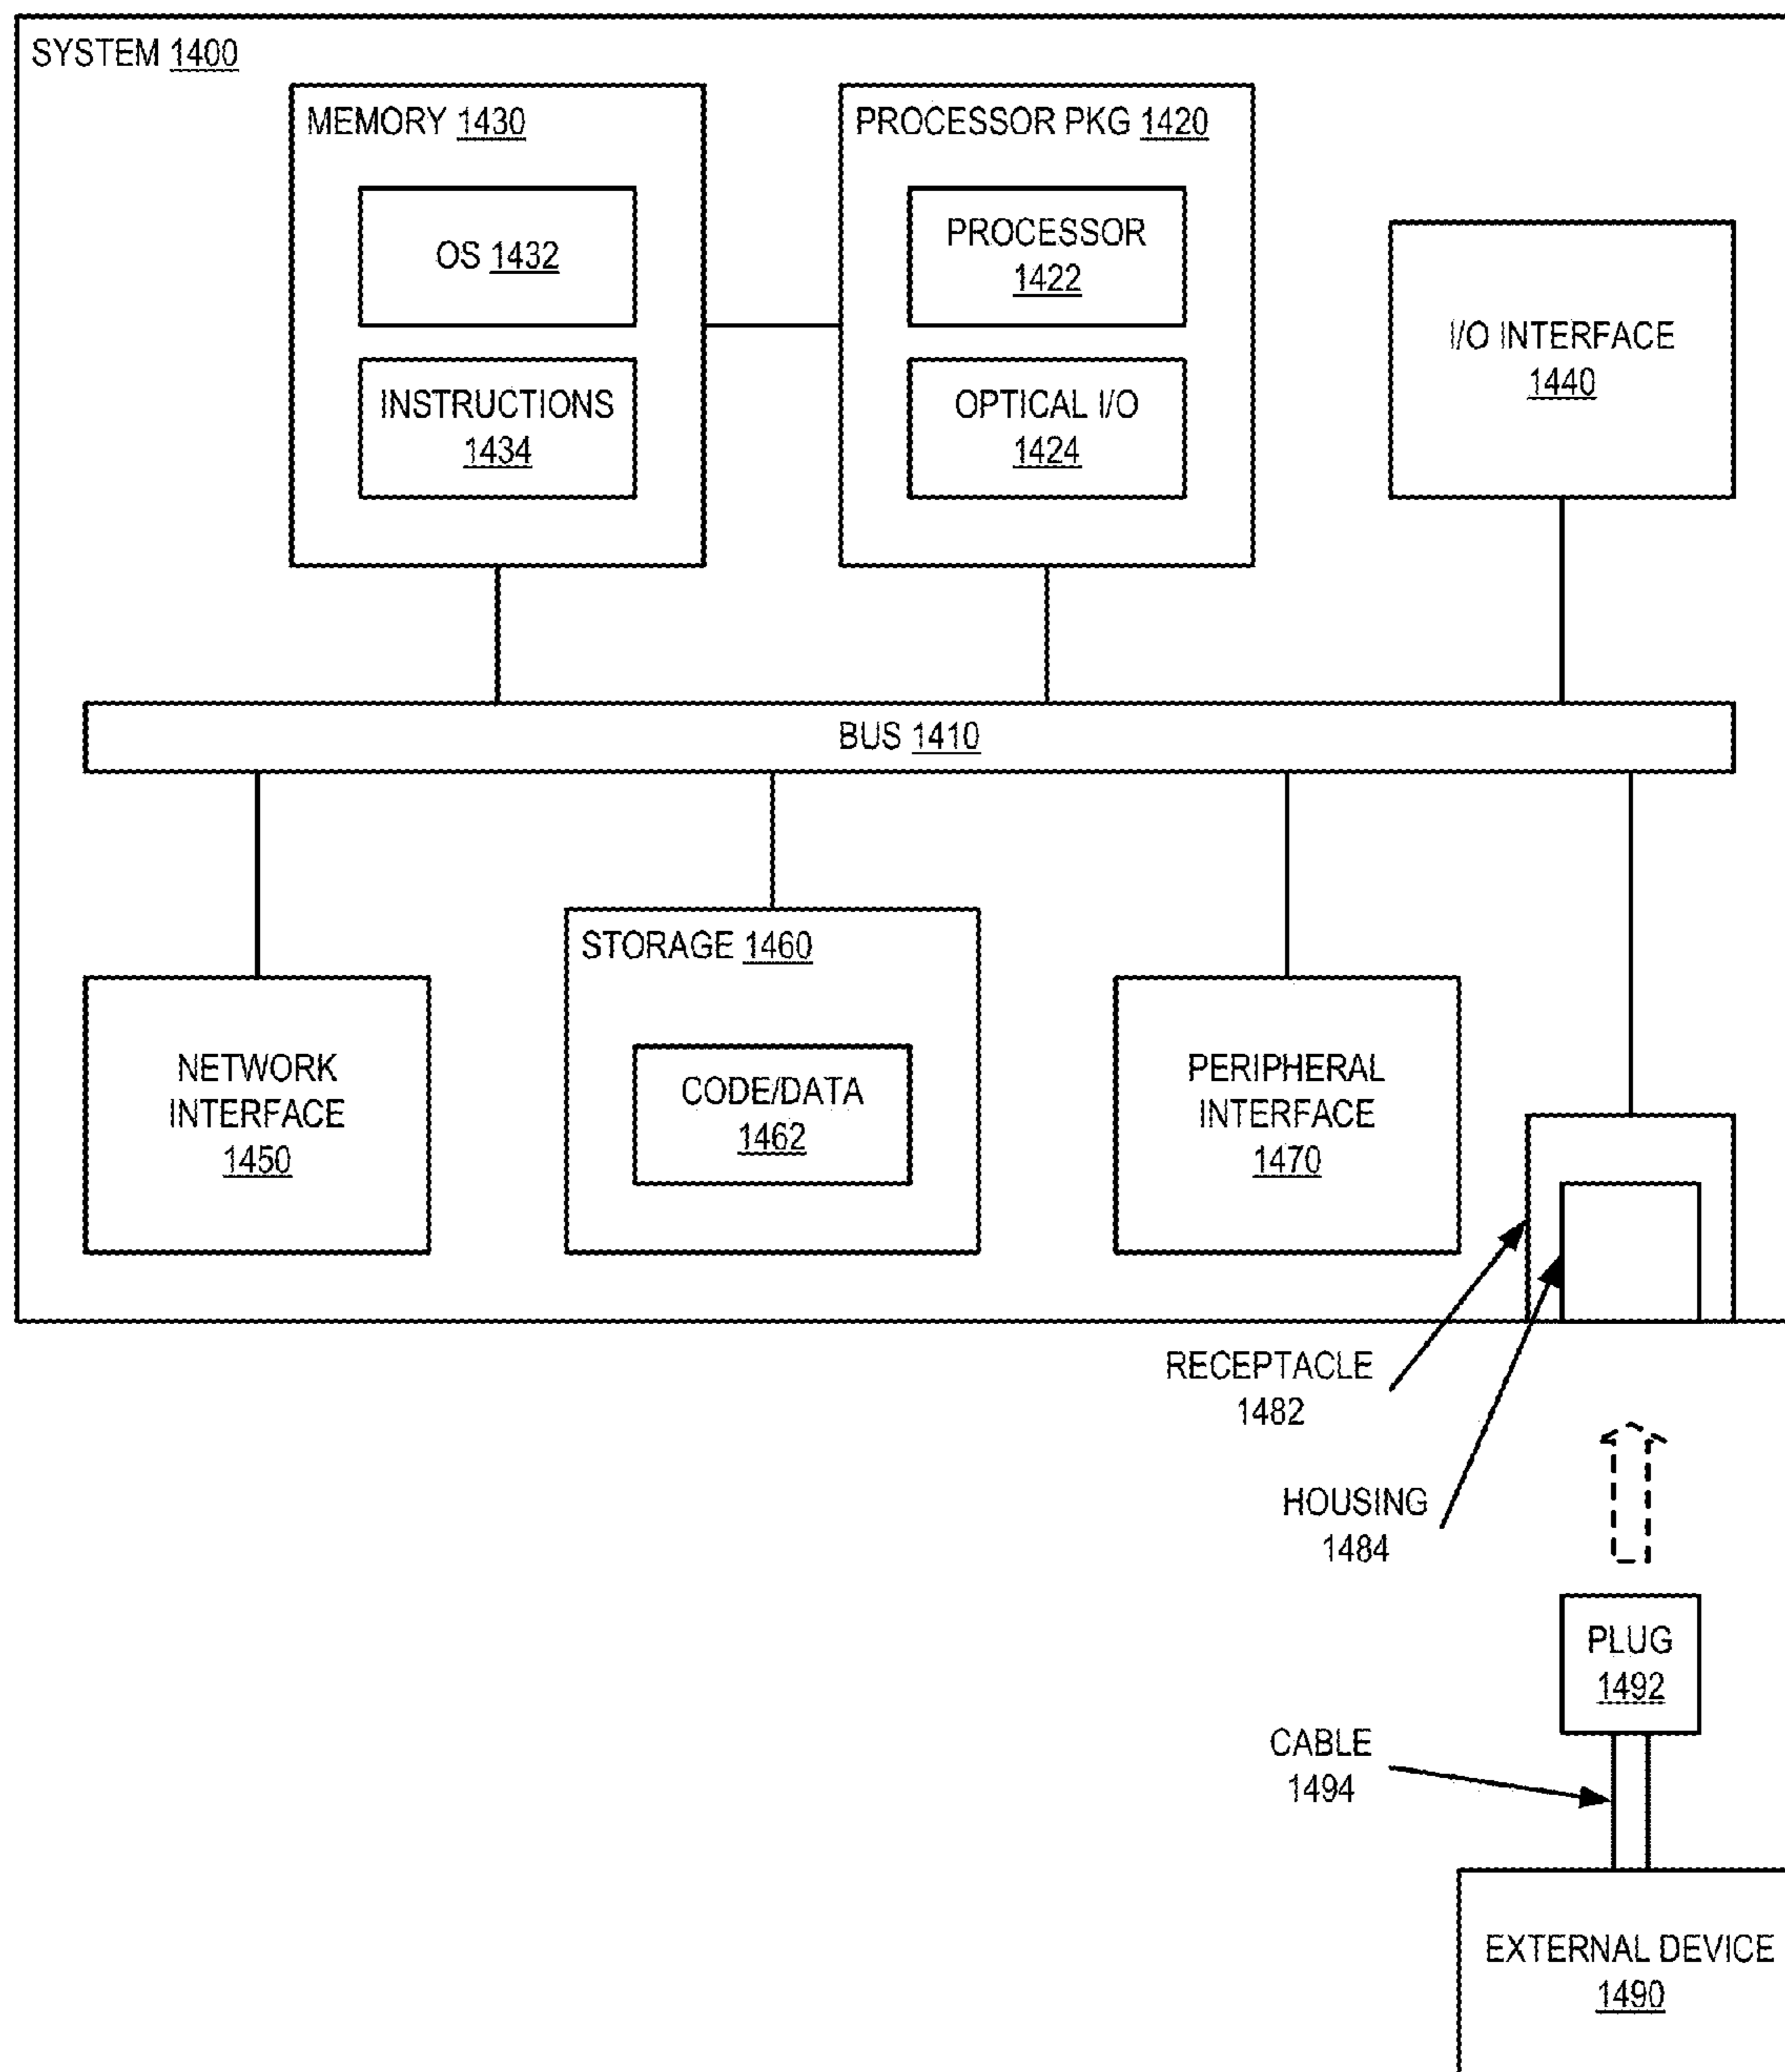 SYSTEM 1400
MEMORY 1430
OS 1432
INSTRUCTIONS
1434
PROCESSOR PKG 1420
PROCESSOR
1422
OPTICAL I/O
1424
I/O INTERFACE
1440
BUS 1410
NETWORK
INTERFACE
1450
STORAGE 1460
CODE/DATA
1462
PERIPHERAL
INTERFACE
1470
RECEPTACLE
1482
HOUSING
1484
PLUG
1492
CABLE
1494
EXTERNAL DEVICE
1490